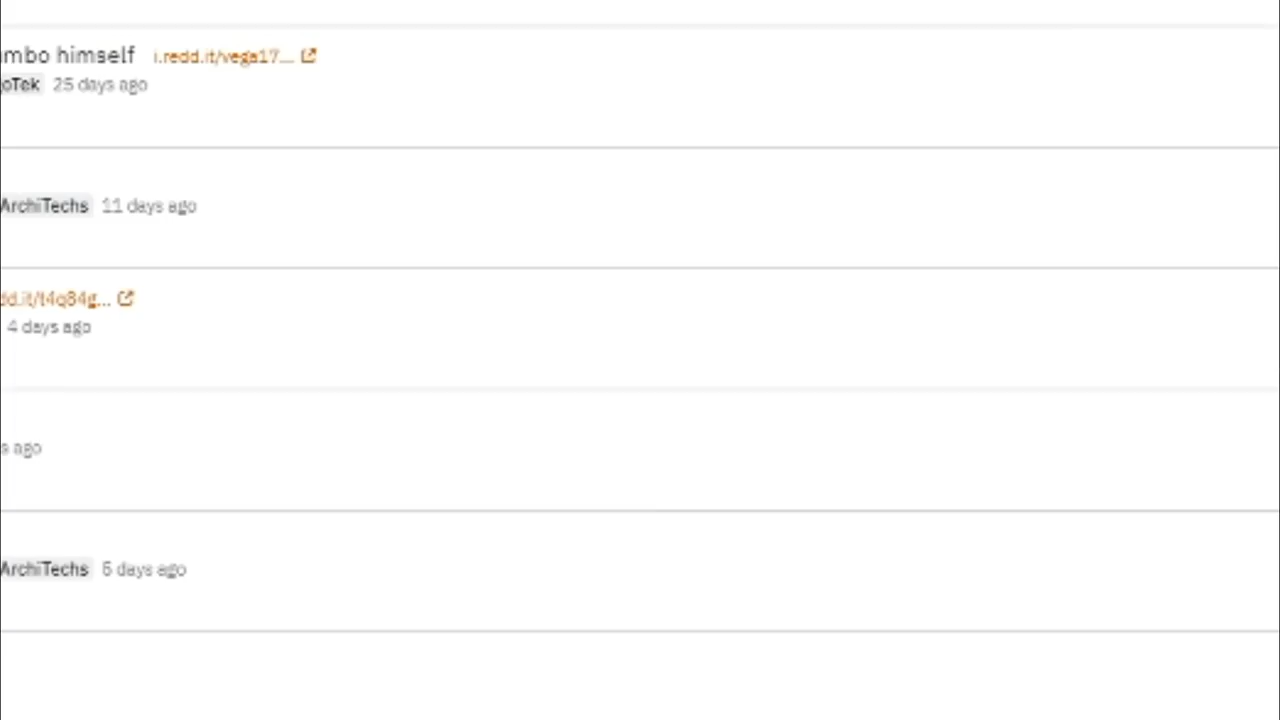 mbo himself i.redd.it/vega17...
oTek 25 days ago
ArchiTechs 11 days ago
dd.it/t4q84g...
4 days ago
s ago
ArchiTechs 5 days ago